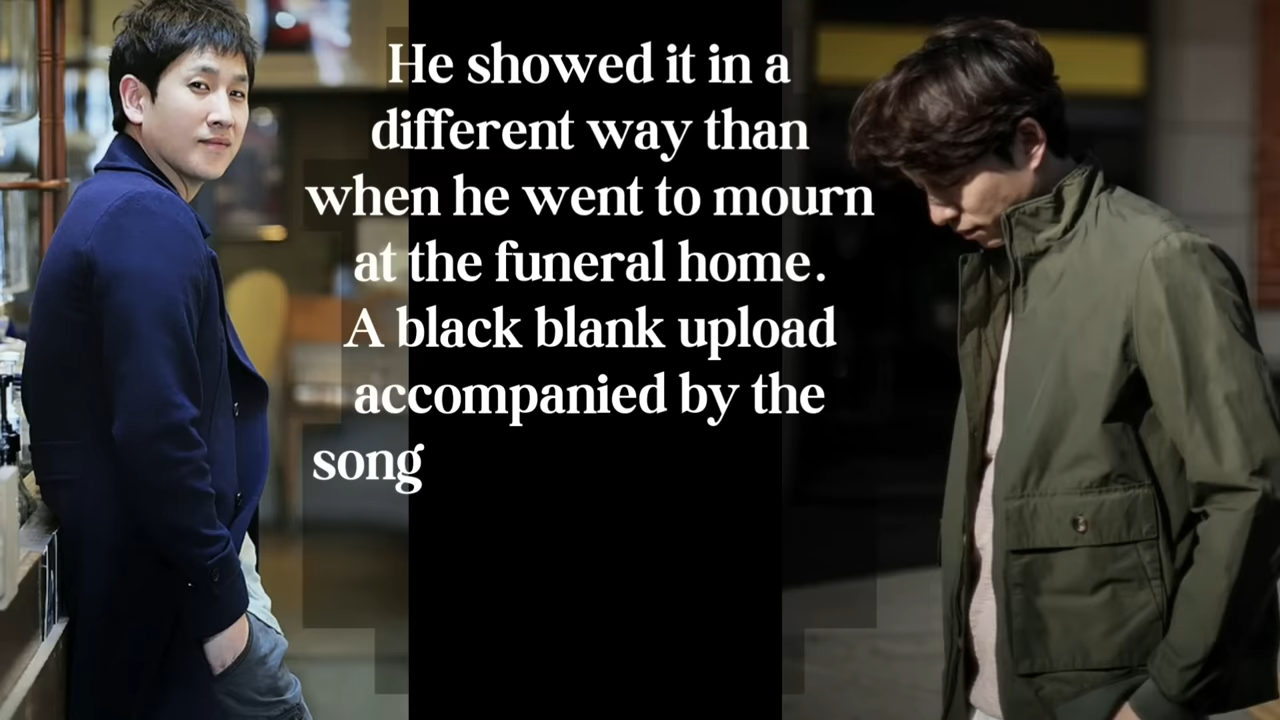 He showed it in a
different way than
when he went to mourn
at the funeral home.
A black blank upload
accompanied by the
song